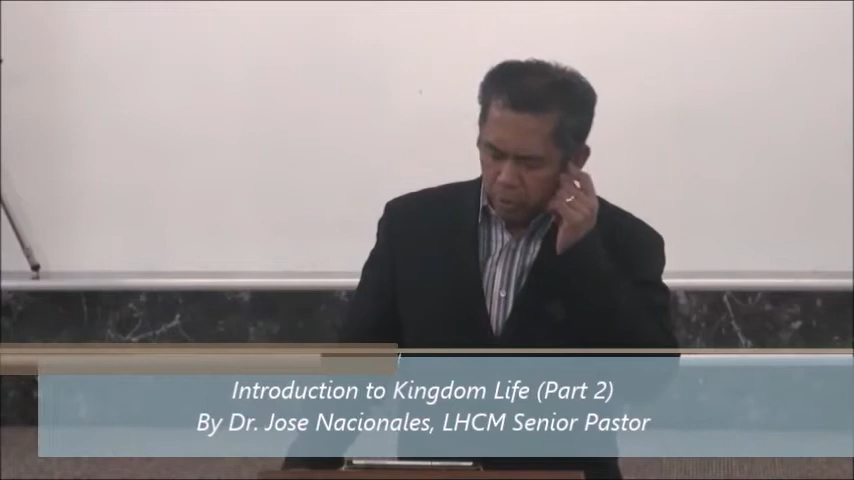 Introduction to Kingdom Life (Part 2)
By Dr. Jose Nacionales, LHCM Senior Pastor